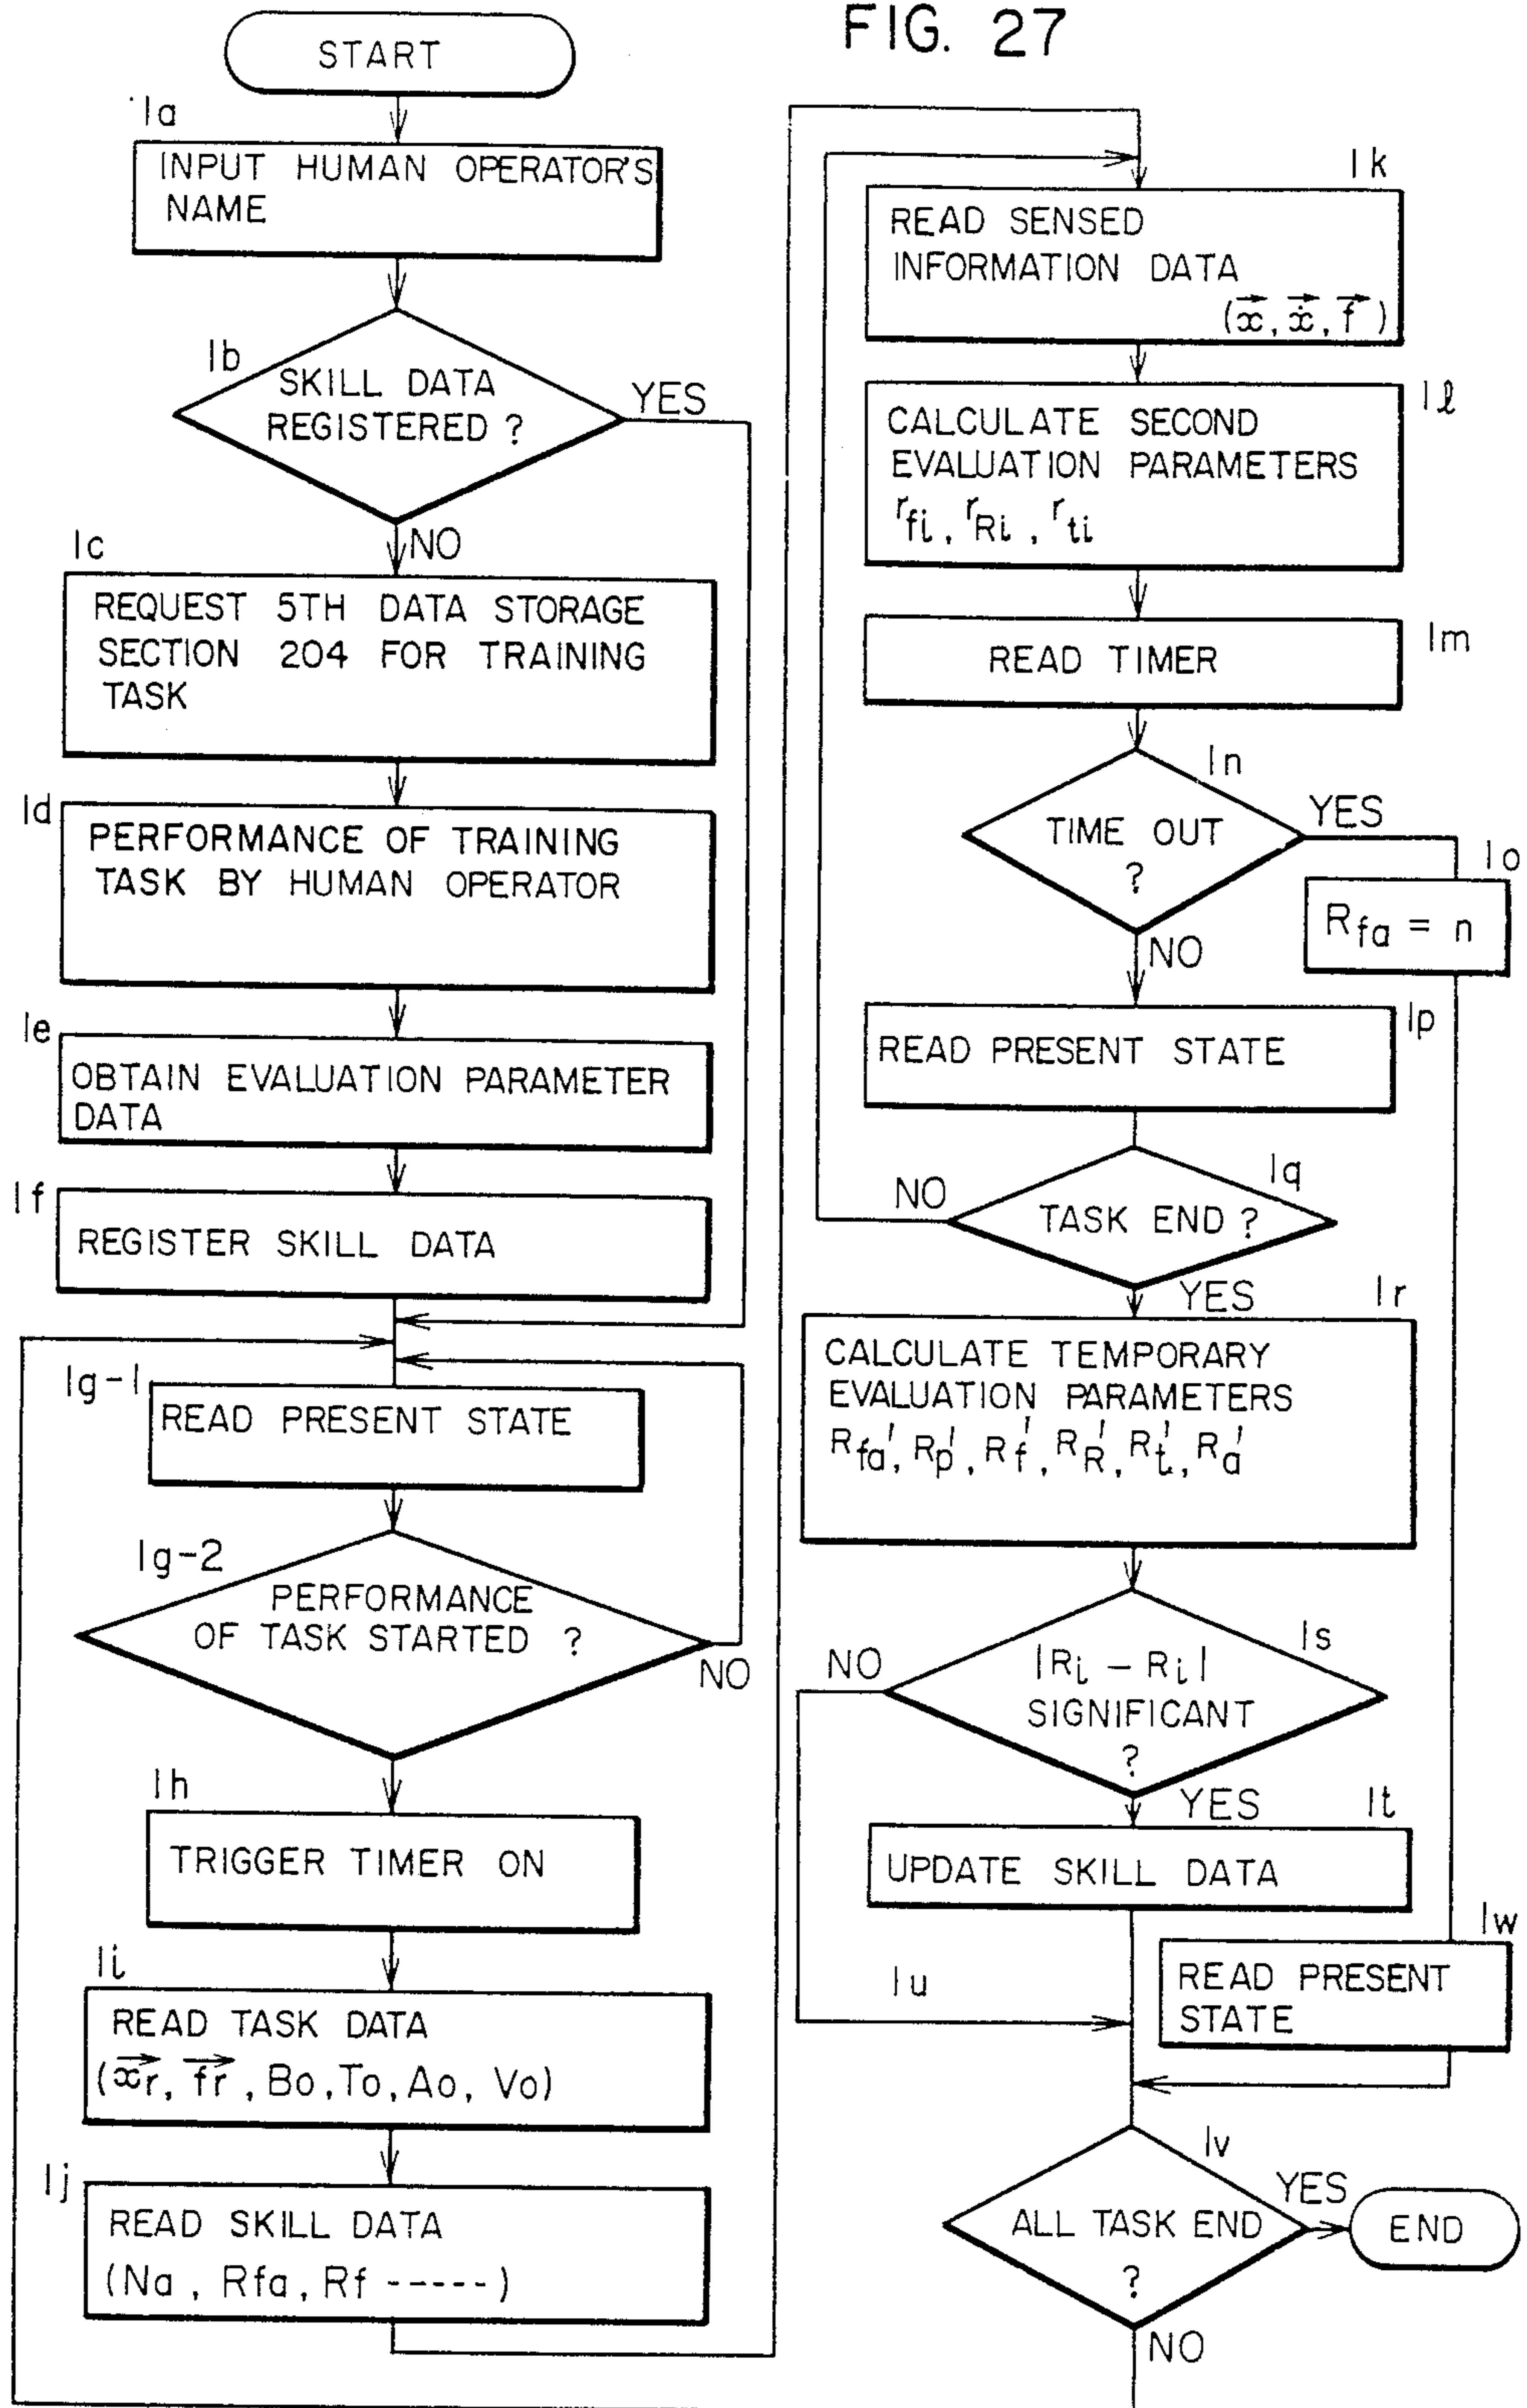 FIG. 27
START
1a
INPUT HUMAN OPERATOR'S
NAME
1b
SKILL DATA
REGISTERED ?
YES
NO
1c
REQUEST 5TH DATA STORAGE
SECTION 204 FOR TRAINING
TASK
1d
PERFORMANCE OF TRAINING
TASK BY HUMAN OPERATOR
1e
OBTAIN EVALUATION PARAMETER
DATA
1f
REGISTER SKILL DATA
1g-1
READ PRESENT STATE
1g-2
PERFORMANCE
OF TASK STARTED ?
NO
1h
TRIGGER TIMER ON
1i
READ TASK DATA
(x⃗r, f⃗r, Bo, To, Ao, Vo)
1j
READ SKILL DATA
(Na, Rfa, Rf -----)
1k
READ SENSED
INFORMATION DATA
(x⃗, ẋ⃗, f⃗)
1ℓ
CALCULATE SECOND
EVALUATION PARAMETERS
rfi, rRi, rti
1m
READ TIMER
1n
TIME OUT
?
YES
1o
Rfa = n
NO
1p
READ PRESENT STATE
1q
NO
TASK END ?
YES
1r
CALCULATE TEMPORARY
EVALUATION PARAMETERS
Rfa', Rp', Rf', RR', Rt', Ra'
1s
NO
|Ri - Ri|
SIGNIFICANT
?
YES
1t
UPDATE SKILL DATA
1u
1w
READ PRESENT
STATE
1v
ALL TASK END
?
YES
END
NO